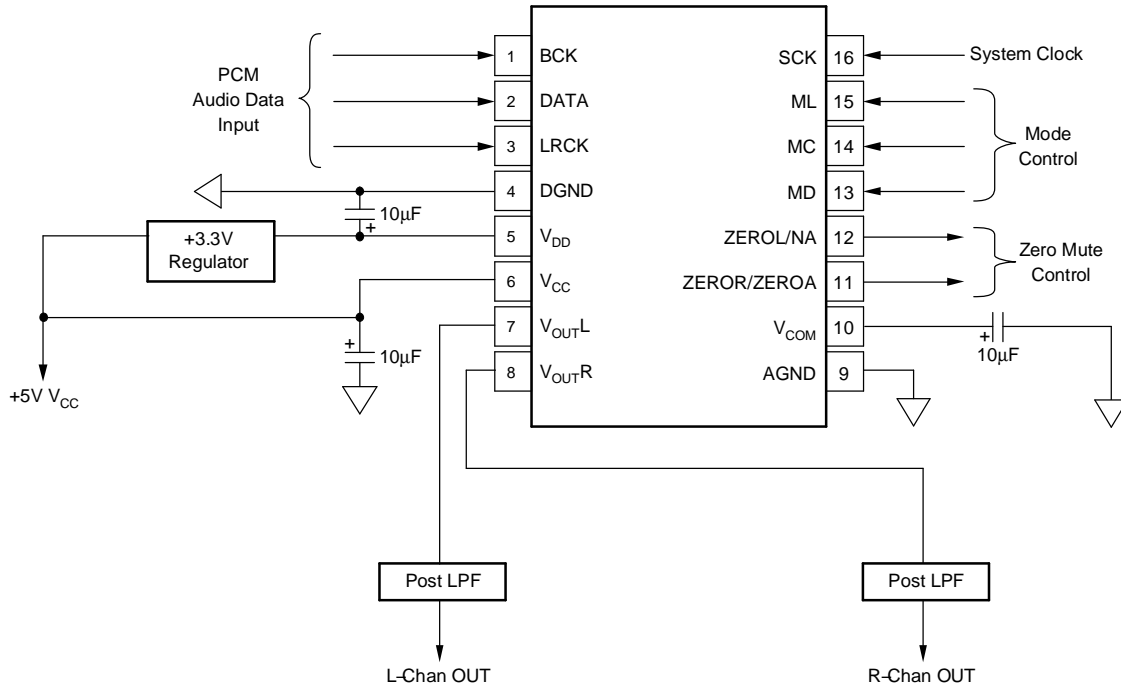 PCM
Audio Data
Input
1 BCK
2 DATA
3 LRCK
4 DGND
10μF
+
+3.3V
Regulator
5 VDD
6 VCC
7 VOUTL
+
10μF
8 VOUTR
+5V VCC
SCK 16
System Clock
ML 15
MC 14
MD 13
Mode
Control
ZEROL/NA 12
ZEROR/ZEROA 11
Zero Mute
Control
VCOM 10
+
10μF
AGND 9
Post LPF
Post LPF
L–Chan OUT
R–Chan OUT